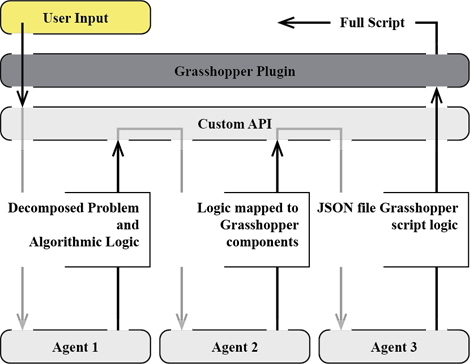 User Input
Full Script
Grasshopper Plugin
Custom API
Decomposed Problem
and
Algorithmic Logic
Logic mapped to
Grasshopper
components
JSON file Grasshopper
script logic
Agent 1
Agent 2
Agent 3